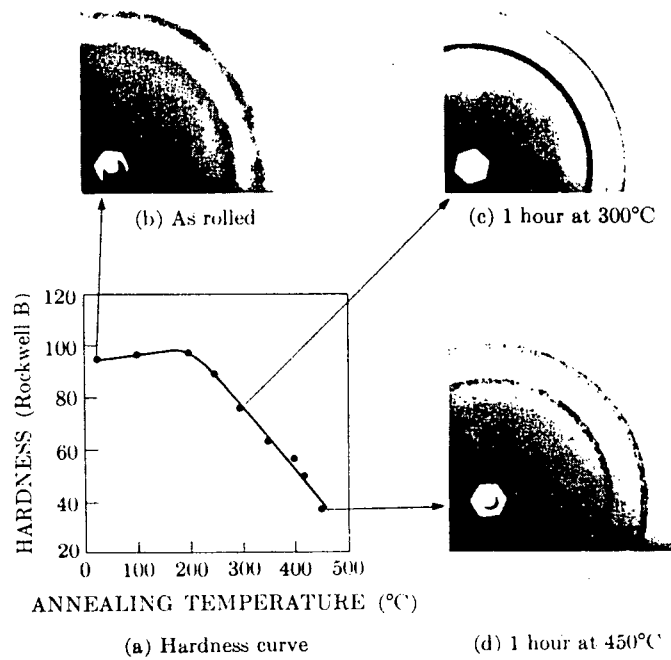 (b) As rolled
(c) 1 hour at 300°C
HARDNESS (Rockwell B)
120
100
80
60
40
20
0 100 200 300 400 500
ANNEALING TEMPERATURE (°C)
(a) Hardness curve
(d) 1 hour at 450°C